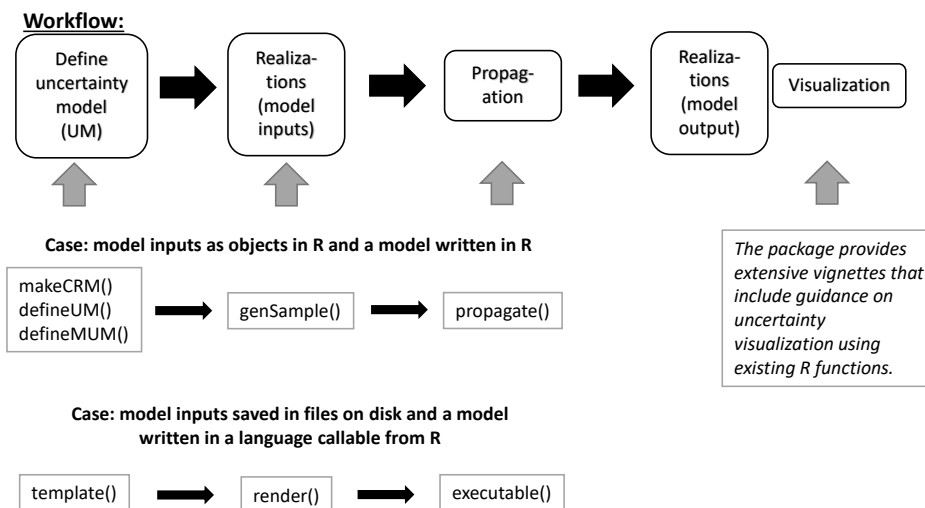 Workflow:
Define
uncertainty
model
(UM)
Realiza-
tions
(model
inputs)
Propag-
ation
Realiza-
tions
(model
output)
Visualization
Case: model inputs as objects in R and a model written in R
makeCRM()
defineUM()
defineMUM()
genSample()
propagate()
The package provides
extensive vignettes that
include guidance on
uncertainty
visualization using
existing R functions.
Case: model inputs saved in files on disk and a model
written in a language callable from R
template()
render()
executable()